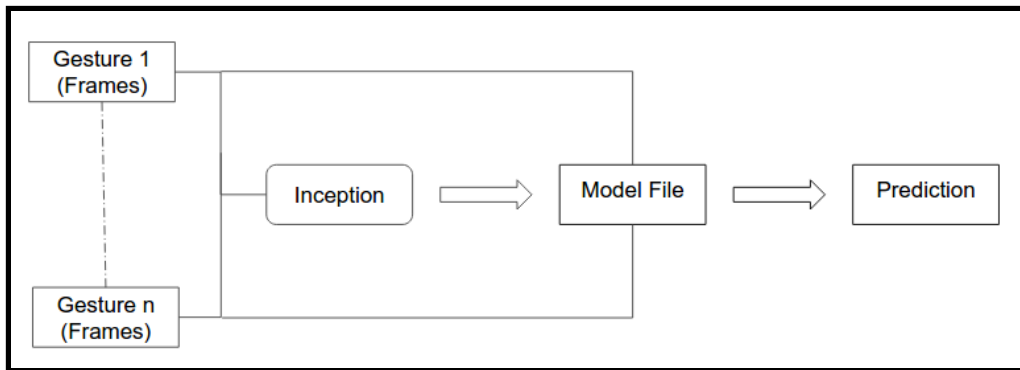 Gesture 1
(Frames)
Inception
Model File
Prediction
Gesture n
(Frames)